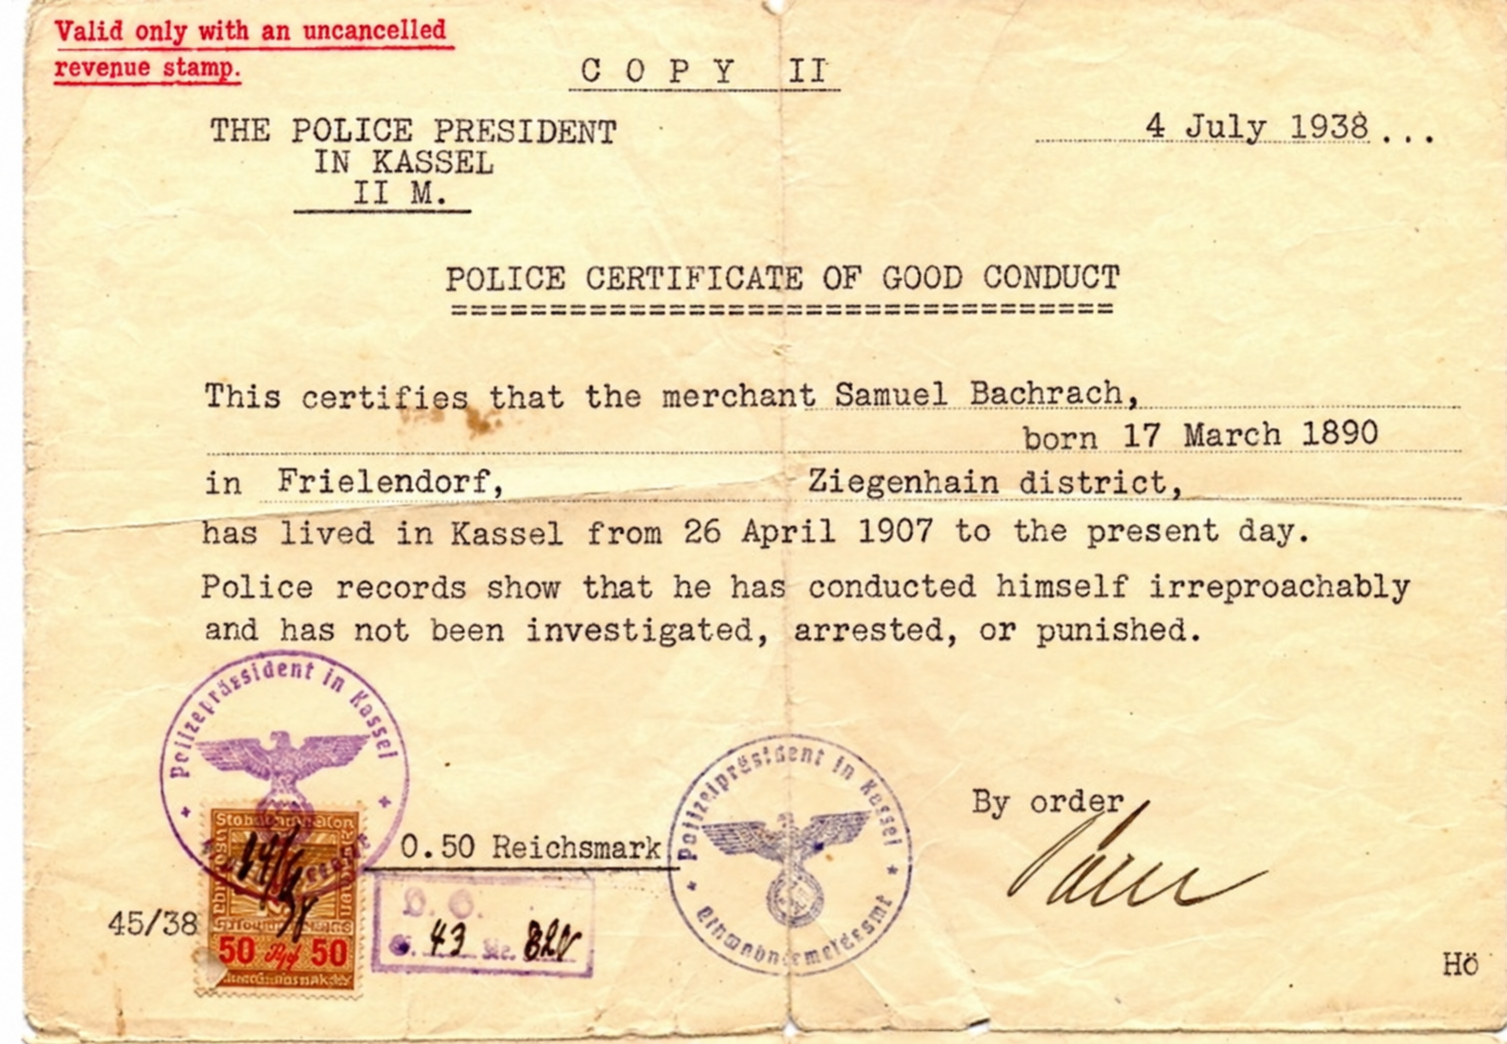 Valid only with an uncancelled
revenue stamp.
COPY II
THE POLICE PRESIDENT
IN KASSEL
II M.
4 July 1938...
POLICE CERTIFICATE OF GOOD CONDUCT
==================================
This certifies that the merchant Samuel Bachrach,
born 17 March 1890
in Frielendorf, Ziegenhain district,
has lived in Kassel from 26 April 1907 to the present day.
Police records show that he has conducted himself irreproachably
and has not been investigated, arrested, or punished.
Polizepräzsident in Kassel
0.50 Reichsmark
Polizeipräsident in Kassel
By order
45/38
50 50
43
Hö